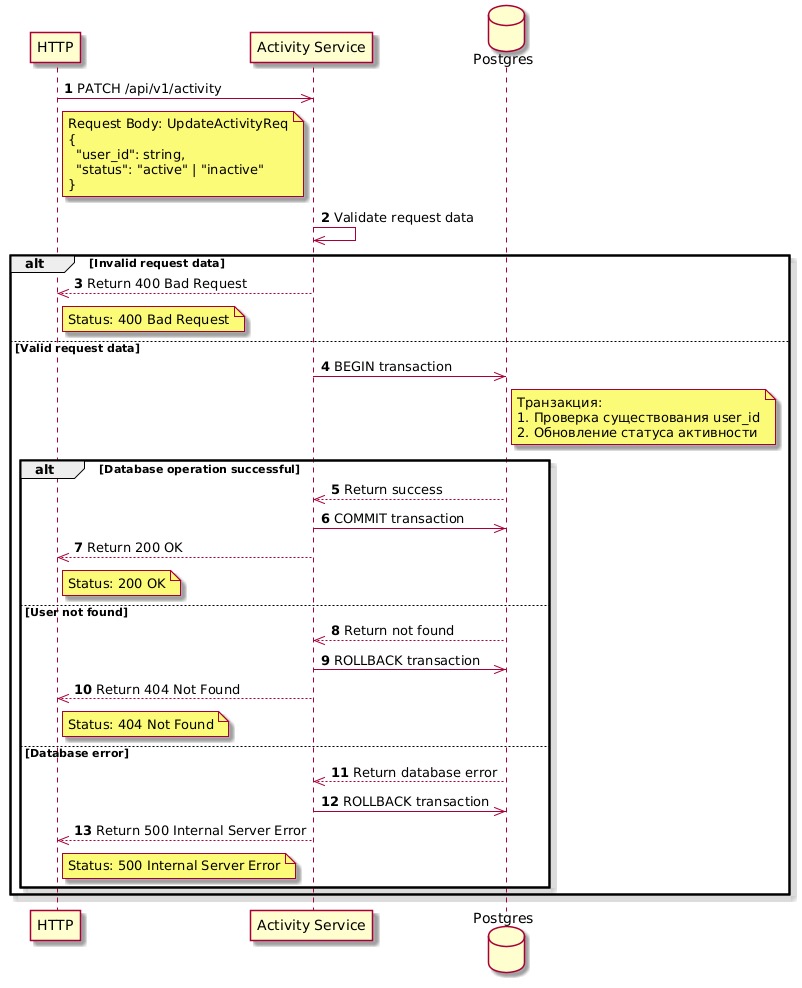 HTTP
Activity Service
Postgres
1 PATCH /api/v1/activity
Request Body: UpdateActivityReq
{
"user_id": string,
"status": "active" | "inactive"
}
2 Validate request data
alt [Invalid request data]
3 Return 400 Bad Request
Status: 400 Bad Request
[Valid request data]
4 BEGIN transaction
Транзакция:
1. Проверка существования user_id
2. Обновление статуса активности
alt [Database operation successful]
5 Return success
6 COMMIT transaction
7 Return 200 OK
Status: 200 OK
[User not found]
8 Return not found
9 ROLLBACK transaction
10 Return 404 Not Found
Status: 404 Not Found
[Database error]
11 Return database error
12 ROLLBACK transaction
13 Return 500 Internal Server Error
Status: 500 Internal Server Error
HTTP
Activity Service
Postgres